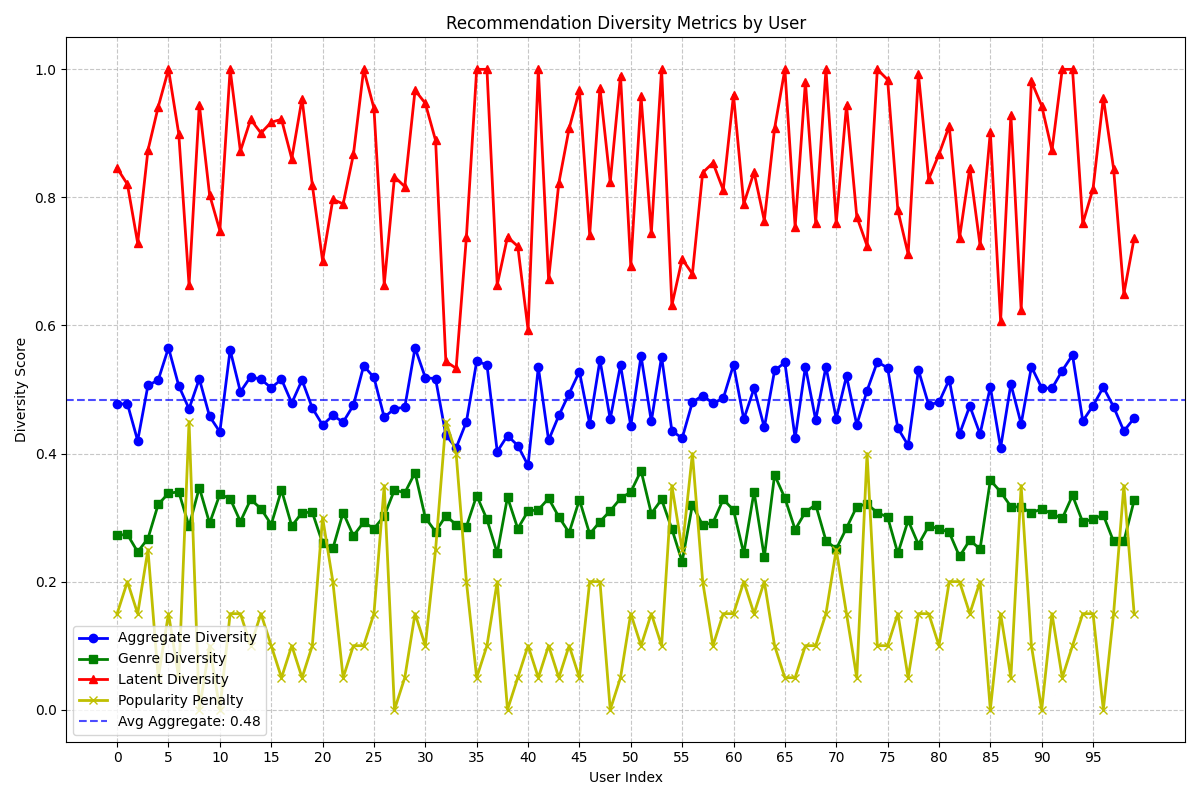 Recommendation Diversity Metrics by User
Diversity Score
1.0
0.8
0.6
0.4
0.2
0.0
Aggregate Diversity
Genre Diversity
Latent Diversity
Popularity Penalty
Avg Aggregate: 0.48
0 5 10 15 20 25 30 35 40 45 50 55 60 65 70 75 80 85 90 95
User Index